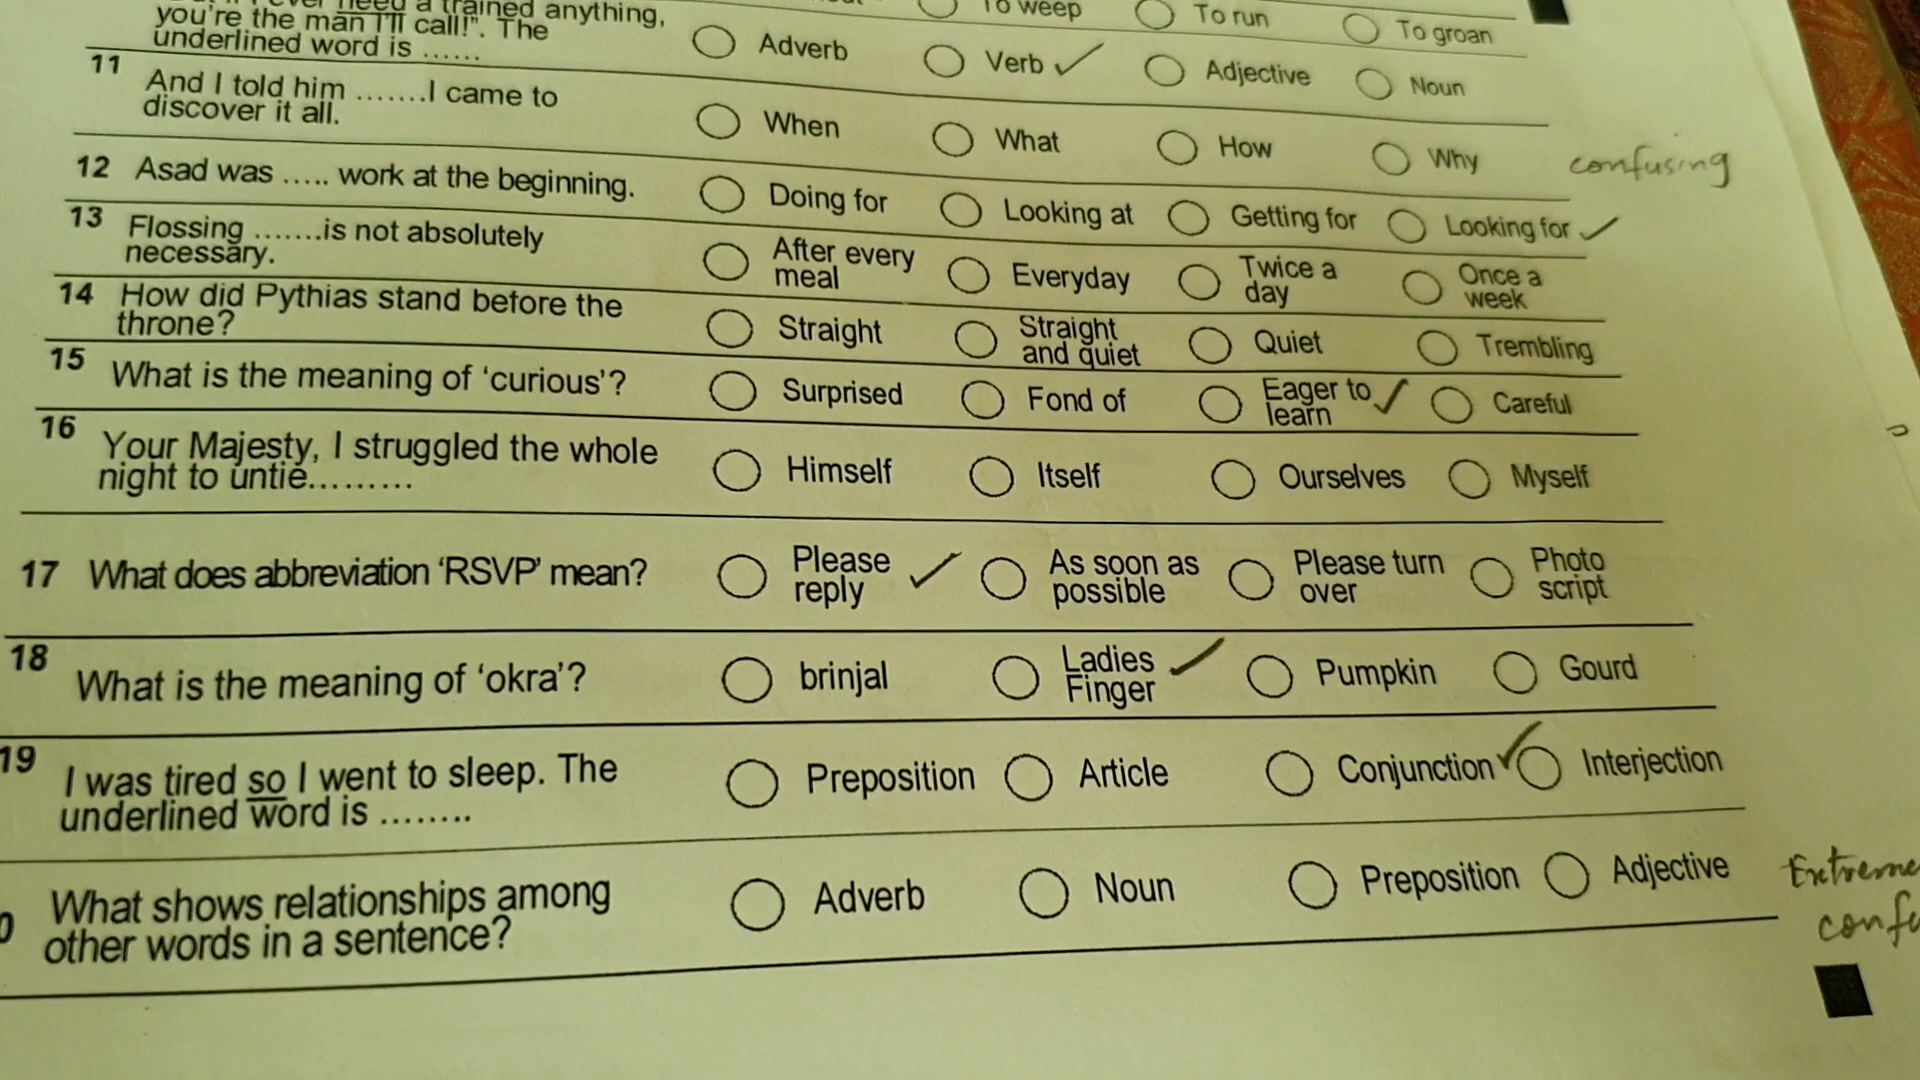 need a trained anything,
you're the man I'll call!". The
underlined word is ......
To weep
To run
To groan
Adverb
Verb ✓
Adjective
Noun
11 And I told him .......I came to
discover it all.
When
What
How
Why
confusing
12 Asad was ..... work at the beginning.
Doing for
Looking at
Getting for
Looking for ✓
13 Flossing .......is not absolutely
necessary.
After every
meal
Everyday
Twice a
day
Once a
week
14 How did Pythias stand before the
throne?
Straight
Straight
and quiet
Quiet
Trembling
15 What is the meaning of ‘curious’?
Surprised
Fond of
Eager to ✓
learn
Careful
16 Your Majesty, I struggled the whole
night to untie.........
Himself
Itself
Ourselves
Myself
17 What does abbreviation ‘RSVP’ mean?
Please
reply ✓
As soon as
possible
Please turn
over
Photo
script
18 What is the meaning of ‘okra’?
brinjal
Ladies
Finger ✓
Pumpkin
Gourd
19 I was tired so I went to sleep. The
underlined word is ........
Preposition
Article
Conjunction ✓
Interjection
0 What shows relationships among
other words in a sentence?
Adverb
Noun
Preposition
Adjective
Extreme
confu